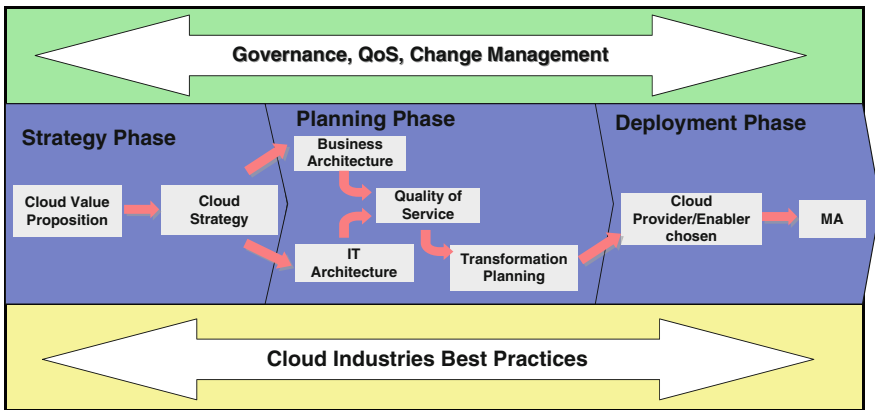 Governance, QoS, Change Management
Strategy Phase
Planning Phase
Deployment Phase
Cloud Value
Proposition
Cloud
Strategy
Business
Architecture
IT
Architecture
Quality of
Service
Transformation
Planning
Cloud
Provider/Enabler
chosen
MA
Cloud Industries Best Practices